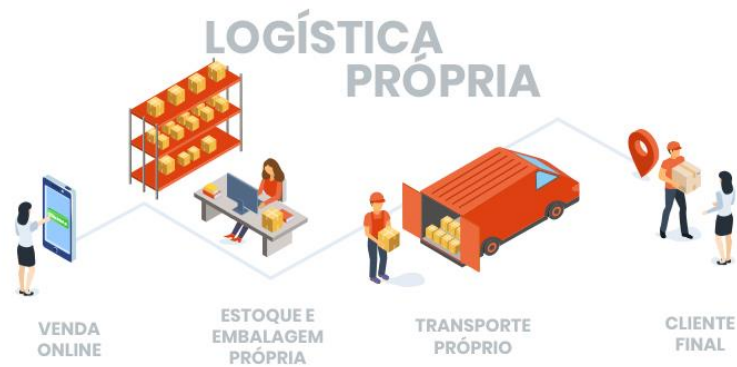 LOGÍSTICA
PRÓPRIA
VENDA
ONLINE
ESTOQUE E
EMBALAGEM
PRÓPRIA
TRANSPORTE
PRÓPRIO
CLIENTE
FINAL